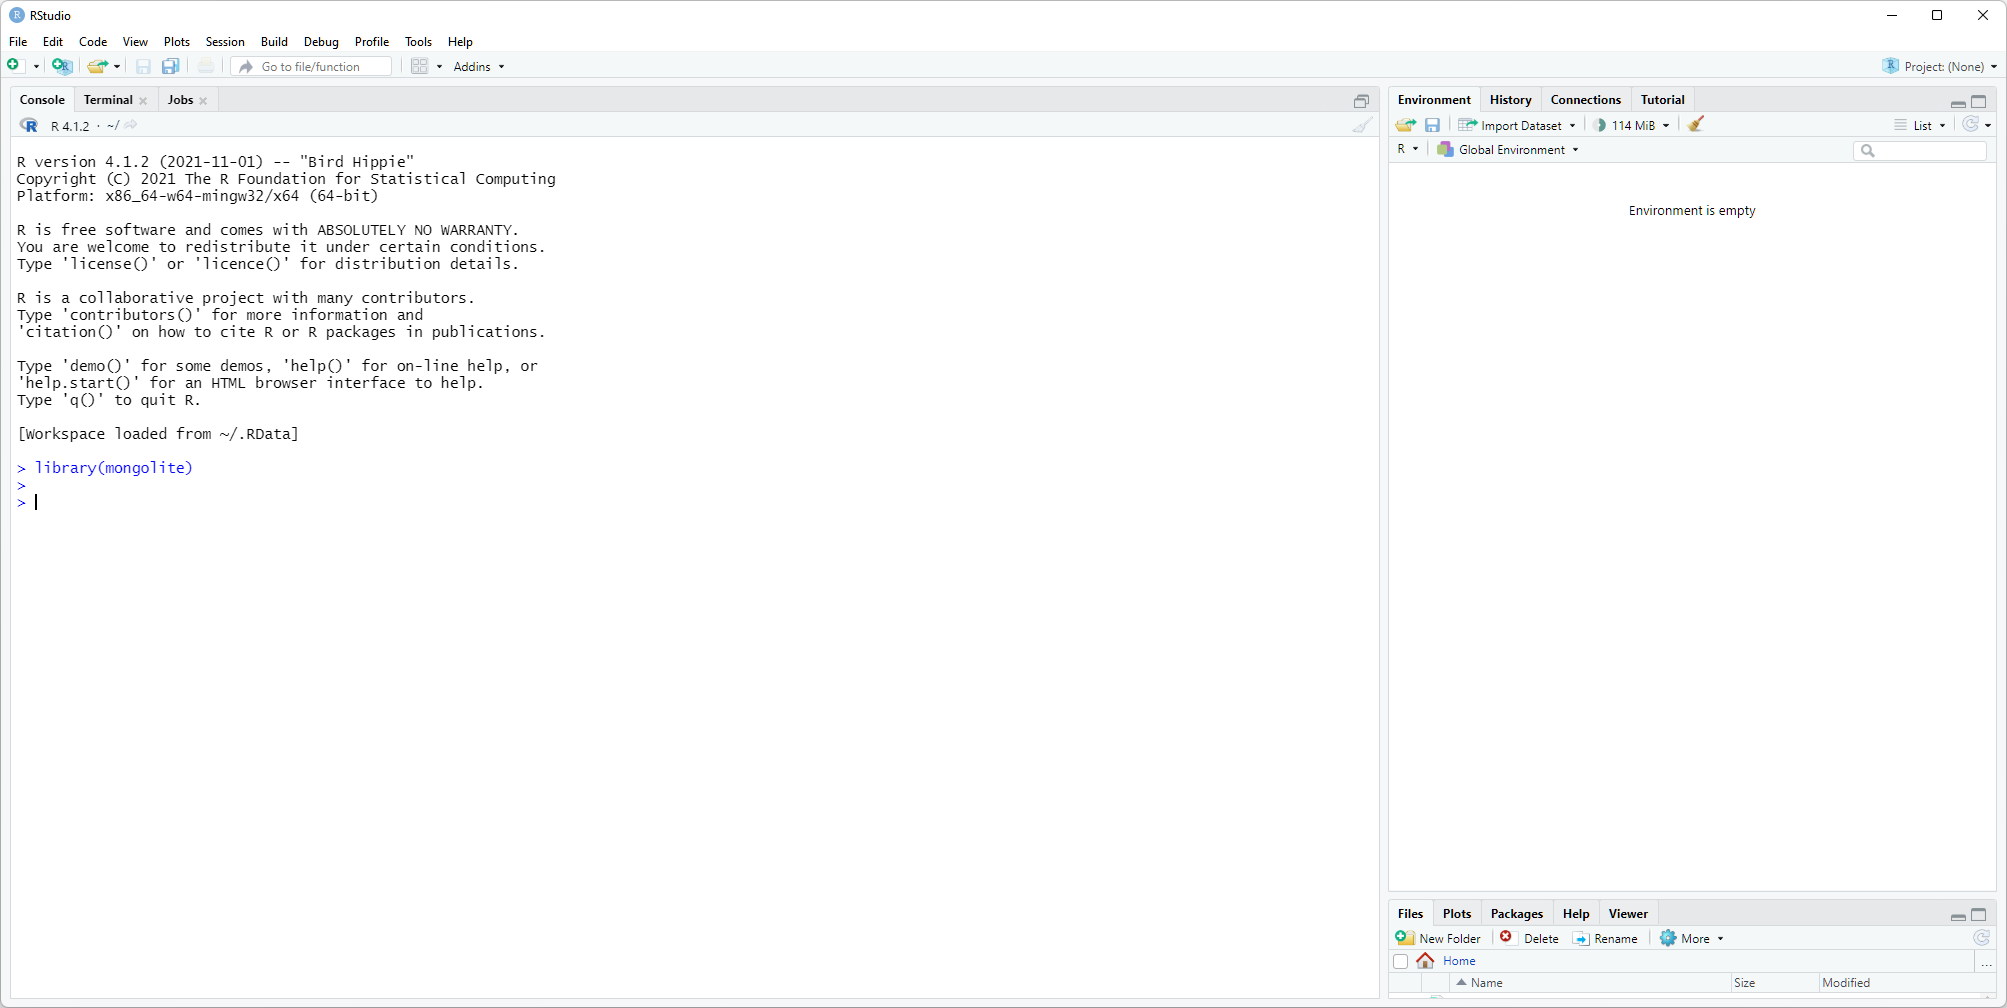 RStudio
File Edit Code View Plots Session Build Debug Profile Tools Help
Go to file/function Addins Project: (None)
Console Terminal Jobs
R 4.1.2 · ~/
R version 4.1.2 (2021-11-01) -- "Bird Hippie"
Copyright (C) 2021 The R Foundation for Statistical Computing
Platform: x86_64-w64-mingw32/x64 (64-bit)
R is free software and comes with ABSOLUTELY NO WARRANTY.
You are welcome to redistribute it under certain conditions.
Type 'license()' or 'licence()' for distribution details.
R is a collaborative project with many contributors.
Type 'contributors()' for more information and
'citation()' on how to cite R or R packages in publications.
Type 'demo()' for some demos, 'help()' for on-line help, or
'help.start()' for an HTML browser interface to help.
Type 'q()' to quit R.
[Workspace loaded from ~/.RData]
> library(mongolite)
>
>
Environment History Connections Tutorial
Import Dataset 114 MiB List
R Global Environment
Environment is empty
Files Plots Packages Help Viewer
New Folder Delete Rename More
Home ...
Name Size Modified